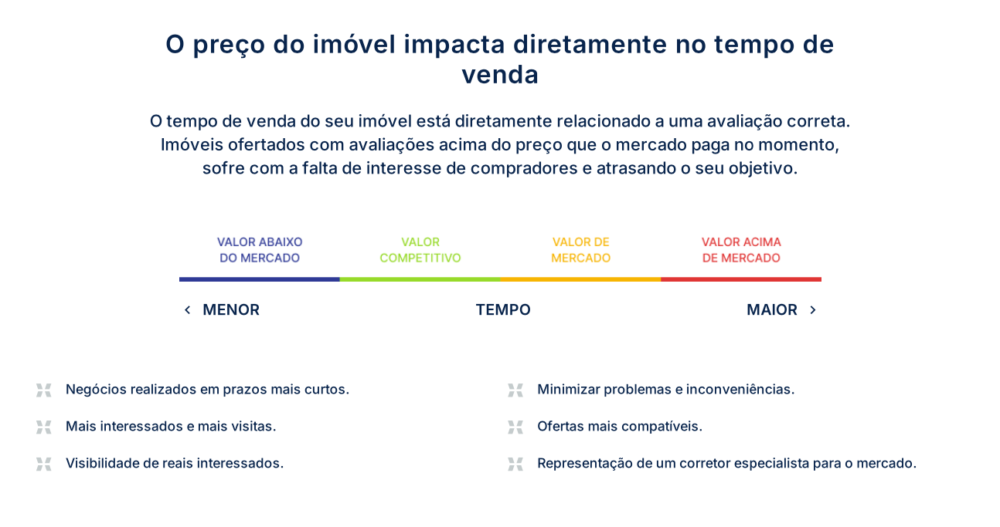 O preço do imóvel impacta diretamente no tempo de
venda
O tempo de venda do seu imóvel está diretamente relacionado a uma avaliação correta.
Imóveis ofertados com avaliações acima do preço que o mercado paga no momento,
sofre com a falta de interesse de compradores e atrasando o seu objetivo.
VALOR ABAIXO
DO MERCADO
VALOR
COMPETITIVO
VALOR DE
MERCADO
VALOR ACIMA
DE MERCADO
MENOR
TEMPO
MAIOR
Negócios realizados em prazos mais curtos.
Mais interessados e mais visitas.
Visibilidade de reais interessados.
Minimizar problemas e inconveniências.
Ofertas mais compatíveis.
Representação de um corretor especialista para o mercado.